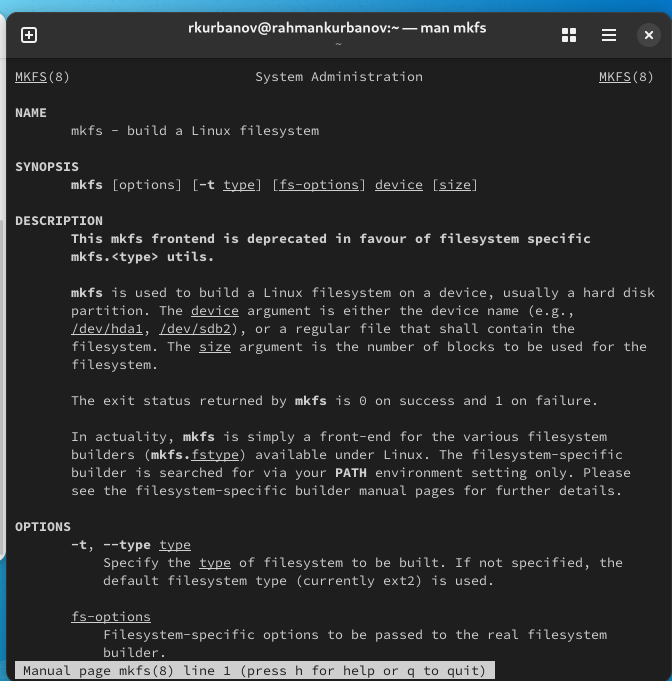 rkurbanov@rahmankurbanov:~ — man mkfs
~
MKFS(8) System Administration MKFS(8)
NAME
mkfs - build a Linux filesystem
SYNOPSIS
mkfs [options] [-t type] [fs-options] device [size]
DESCRIPTION
This mkfs frontend is deprecated in favour of filesystem specific
mkfs.<type> utils.
mkfs is used to build a Linux filesystem on a device, usually a hard disk
partition. The device argument is either the device name (e.g.,
/dev/hda1, /dev/sdb2), or a regular file that shall contain the
filesystem. The size argument is the number of blocks to be used for the
filesystem.
The exit status returned by mkfs is 0 on success and 1 on failure.
In actuality, mkfs is simply a front-end for the various filesystem
builders (mkfs.fstype) available under Linux. The filesystem-specific
builder is searched for via your PATH environment setting only. Please
see the filesystem-specific builder manual pages for further details.
OPTIONS
-t, --type type
Specify the type of filesystem to be built. If not specified, the
default filesystem type (currently ext2) is used.
fs-options
Filesystem-specific options to be passed to the real filesystem
builder.
Manual page mkfs(8) line 1 (press h for help or q to quit)